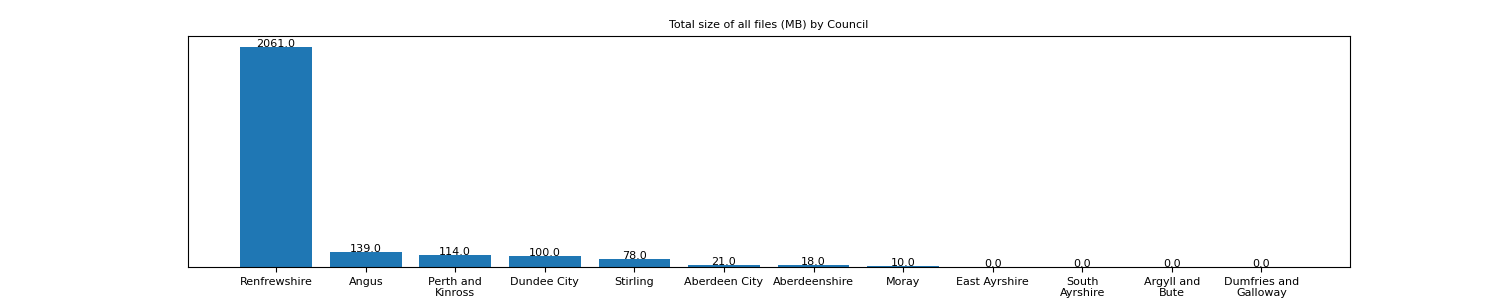 Total size of all files (MB) by Council
2061.0
139.0
114.0
100.0
78.0
21.0
18.0
10.0
0.0
0.0
0.0
0.0
Renfrewshire
Angus
Perth and
Kinross
Dundee City
Stirling
Aberdeen City
Aberdeenshire
Moray
East Ayrshire
South
Ayrshire
Argyll and
Bute
Dumfries and
Galloway